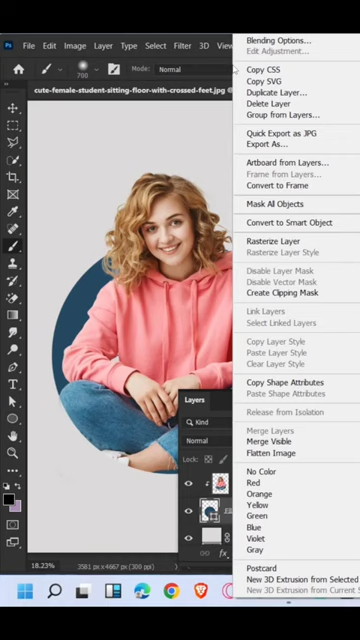 Ps File Edit Image Layer Type Select Filter 3D View
700 Mode: Normal
cute-female-student-sitting-floor-with-crossed-feet.jpg
Blending Options...
Edit Adjustment...
Copy CSS
Copy SVG
Duplicate Layer...
Delete Layer
Group from Layers...
Quick Export as JPG
Export As...
Artboard from Layers...
Frame from Layers...
Convert to Frame
Mask All Objects
Convert to Smart Object
Rasterize Layer
Rasterize Layer Style
Disable Layer Mask
Disable Vector Mask
Create Clipping Mask
Link Layers
Select Linked Layers
Copy Layer Style
Paste Layer Style
Clear Layer Style
Copy Shape Attributes
Paste Shape Attributes
Release from Isolation
Merge Layers
Merge Visible
Flatten Image
No Color
Red
Orange
Yellow
Green
Blue
Violet
Gray
Postcard
New 3D Extrusion from Selected
New 3D Extrusion from Current
Layers
Kind
Normal
Lock:
fx
18.23% 3581 px x 4667 px (300 ppi)